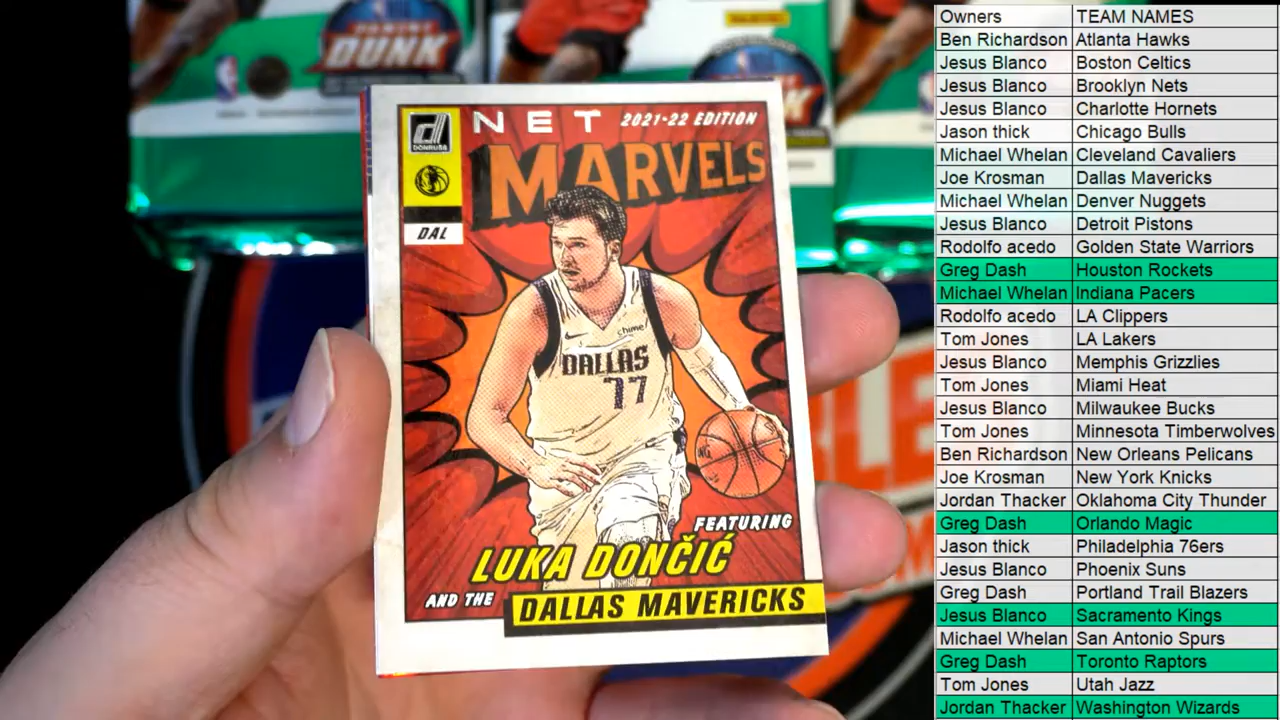 PANINI
DUNK
DUNK
DONRUSS
NET 2021-22 EDITION
MARVELS
DAL
chime
DALLAS
77
FEATURING
LUKA DONČIĆ
AND THE DALLAS MAVERICKS
Owners TEAM NAMES
Ben Richardson Atlanta Hawks
Jesus Blanco Boston Celtics
Jesus Blanco Brooklyn Nets
Jesus Blanco Charlotte Hornets
Jason thick Chicago Bulls
Michael Whelan Cleveland Cavaliers
Joe Krosman Dallas Mavericks
Michael Whelan Denver Nuggets
Jesus Blanco Detroit Pistons
Rodolfo acedo Golden State Warriors
Greg Dash Houston Rockets
Michael Whelan Indiana Pacers
Rodolfo acedo LA Clippers
Tom Jones LA Lakers
Jesus Blanco Memphis Grizzlies
Tom Jones Miami Heat
Jesus Blanco Milwaukee Bucks
Tom Jones Minnesota Timberwolves
Ben Richardson New Orleans Pelicans
Joe Krosman New York Knicks
Jordan Thacker Oklahoma City Thunder
Greg Dash Orlando Magic
Jason thick Philadelphia 76ers
Jesus Blanco Phoenix Suns
Greg Dash Portland Trail Blazers
Jesus Blanco Sacramento Kings
Michael Whelan San Antonio Spurs
Greg Dash Toronto Raptors
Tom Jones Utah Jazz
Jordan Thacker Washington Wizards